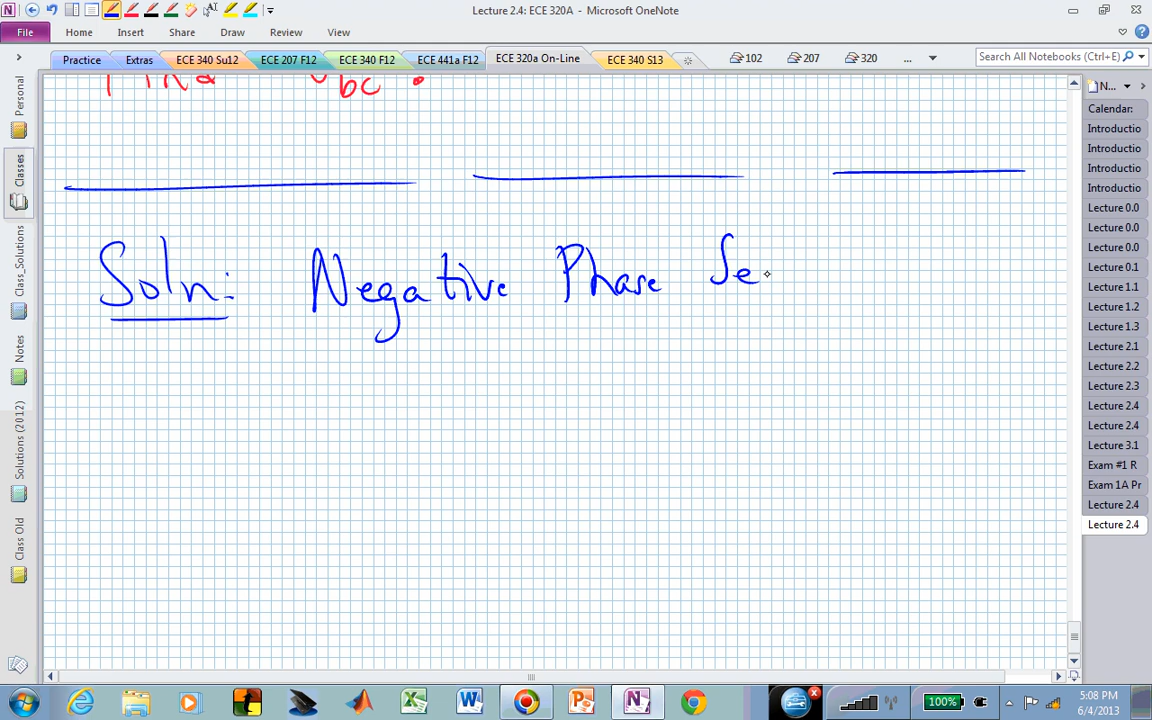 Lecture 2.4: ECE 320A - Microsoft OneNote
File Home Insert Share Draw Review View
Practice Extras ECE 340 Su12 ECE 207 F12 ECE 340 F12 ECE 441a F12 ECE 320a On-Line ECE 340 S13 102 207 320 ... Search All Notebooks (Ctrl+E)
Personal
Classes
Class_Solutions
Notes
Solutions (2012)
Class Old
bc
Soln: Negative Phase Se
N...
Calendar:
Introductio
Introductio
Introductio
Introductio
Lecture 0.0
Lecture 0.0
Lecture 0.0
Lecture 0.1
Lecture 1.1
Lecture 1.2
Lecture 1.3
Lecture 2.1
Lecture 2.2
Lecture 2.3
Lecture 2.4
Lecture 2.4
Lecture 3.1
Exam #1 R
Exam 1A Pr
Lecture 2.4
Lecture 2.4
100%
5:08 PM
6/4/2013